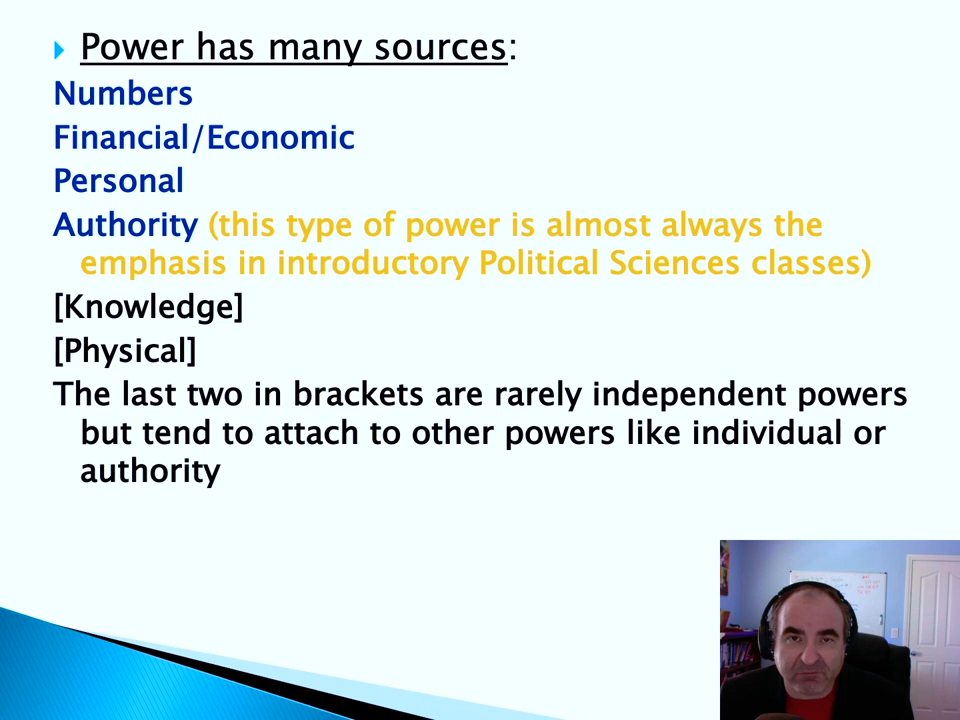 Power has many sources:
Numbers
Financial/Economic
Personal
Authority (this type of power is almost always the
emphasis in introductory Political Sciences classes)
[Knowledge]
[Physical]
The last two in brackets are rarely independent powers
but tend to attach to other powers like individual or
authority